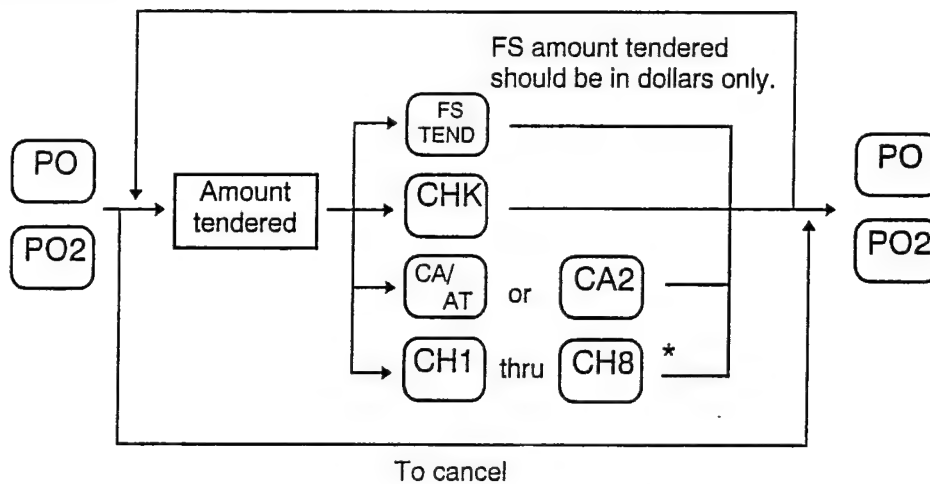 FS amount tendered
should be in dollars only.
PO
PO2
Amount
tendered
FS
TEND
CHK
CA/
AT
or
CA2
CH1
thru
CH8
*
PO
PO2
To cancel